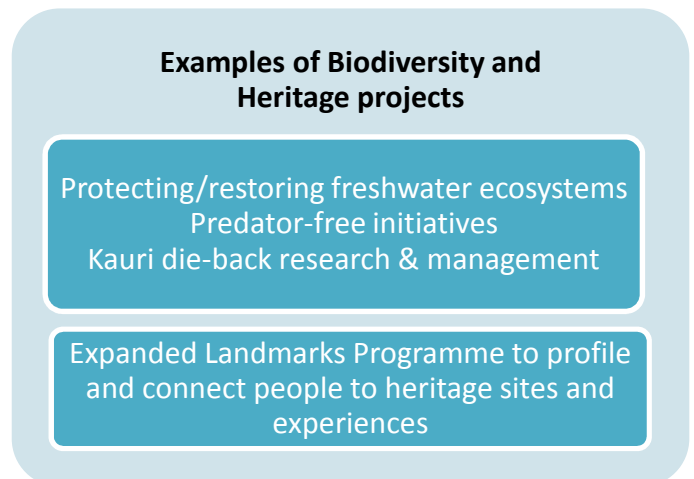 Examples of Biodiversity and
Heritage projects
Protecting/restoring freshwater ecosystems
Predator-free initiatives
Kauri die-back research & management
Expanded Landmarks Programme to profile
and connect people to heritage sites and
experiences